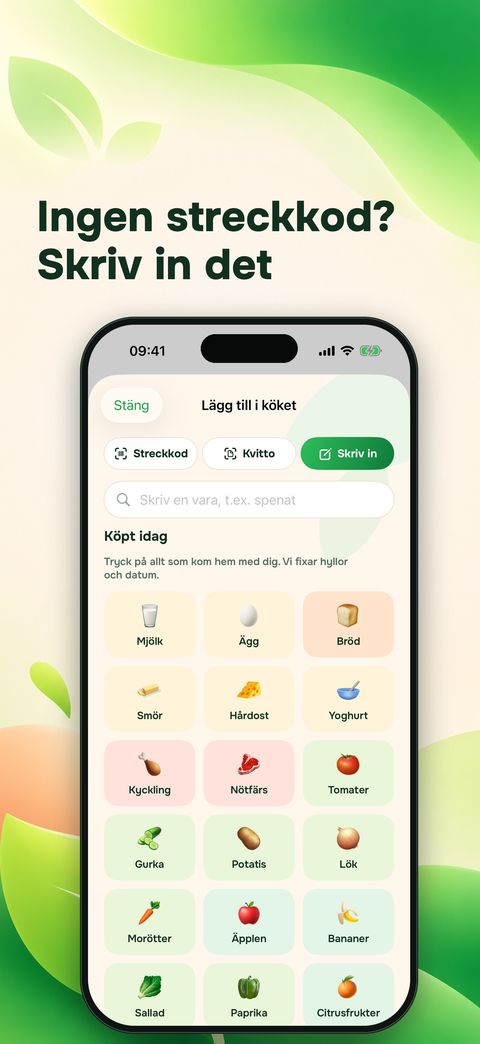 Ingen streckkod?
Skriv in det
09:41
Stäng
Lägg till i köket
Streckkod
Kvitto
Skriv in
Skriv en vara, t.ex. spenat
Köpt idag
Tryck på allt som kom hem med dig. Vi fixar hyllor
och datum.
Mjölk
Ägg
Bröd
Smör
Hårdost
Yoghurt
Kyckling
Nötfärs
Tomater
Gurka
Potatis
Lök
Morötter
Äpplen
Bananer
Sallad
Paprika
Citrusfrukter